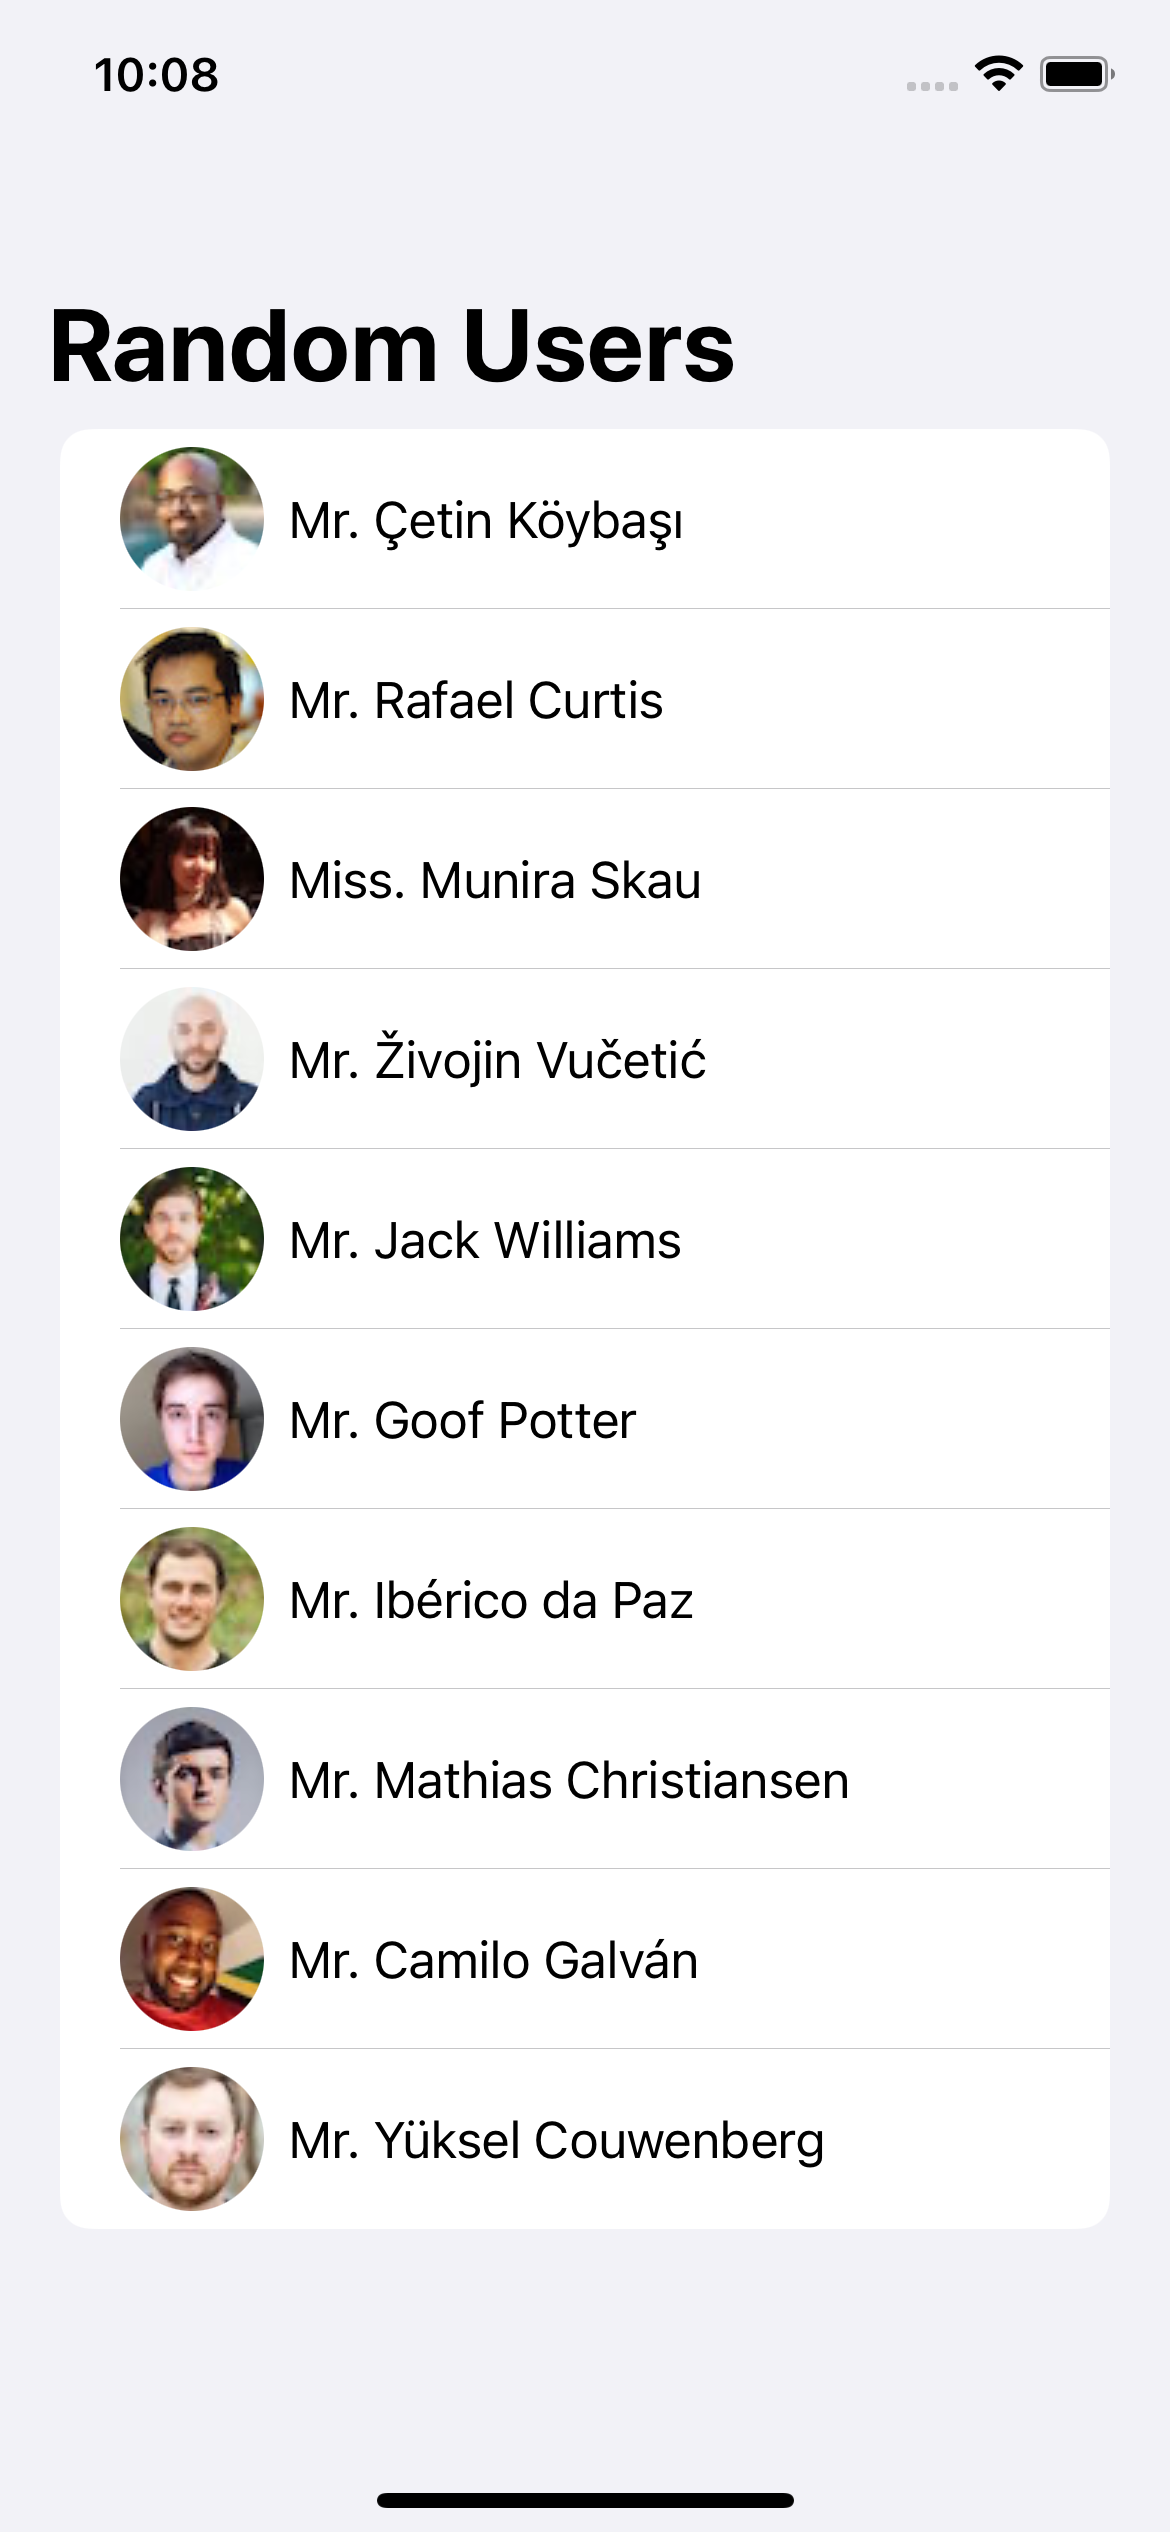 10:08
Random Users
Mr. Çetin Köybaşı
Mr. Rafael Curtis
Miss. Munira Skau
Mr. Živojin Vučetić
Mr. Jack Williams
Mr. Goof Potter
Mr. Ibérico da Paz
Mr. Mathias Christiansen
Mr. Camilo Galván
Mr. Yüksel Couwenberg